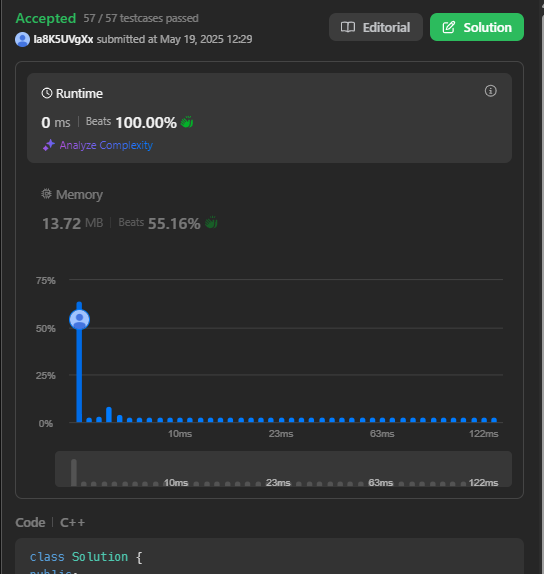 Accepted 57 / 57 testcases passed
la8K5UVgXx submitted at May 19, 2025 12:29
Editorial
Solution
Runtime
0 ms | Beats 100.00%
Analyze Complexity
Memory
13.72 MB | Beats 55.16%
75%
50%
25%
0%
10ms 23ms 63ms 122ms
10ms 23ms 63ms 122ms
Code | C++
class Solution {
public: